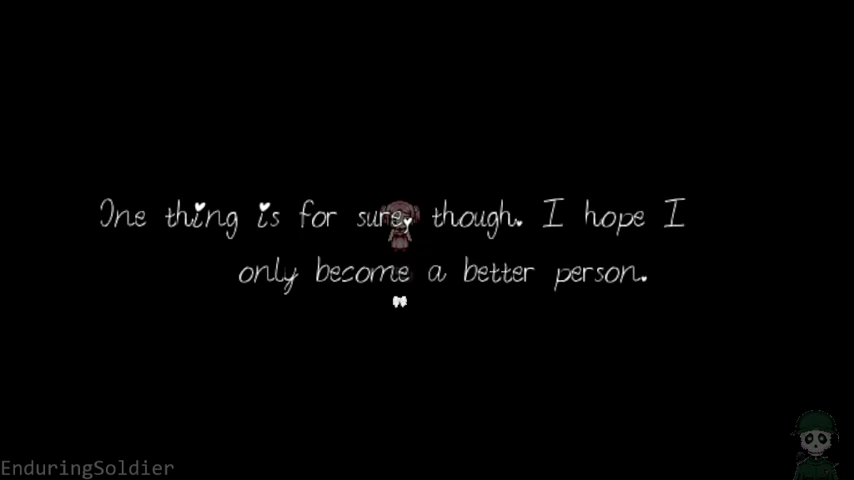 One thing is for sure, though. I hope I
only become a better person.
EnduringSoldier